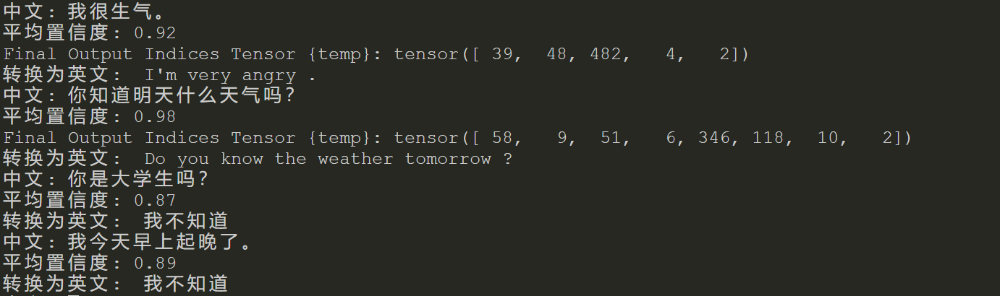 中文: 我很生气。
平均置信度: 0.92
Final Output Indices Tensor {temp}: tensor([ 39,  48, 482,   4,   2])
转换为英文:  I'm very angry .
中文: 你知道明天什么天气吗?
平均置信度: 0.98
Final Output Indices Tensor {temp}: tensor([ 58,   9,  51,   6, 346, 118,  10,   2])
转换为英文:  Do you know the weather tomorrow ?
中文: 你是大学生吗?
平均置信度: 0.87
转换为英文:  我不知道
中文: 我今天早上起晚了。
平均置信度: 0.89
转换为英文:  我不知道